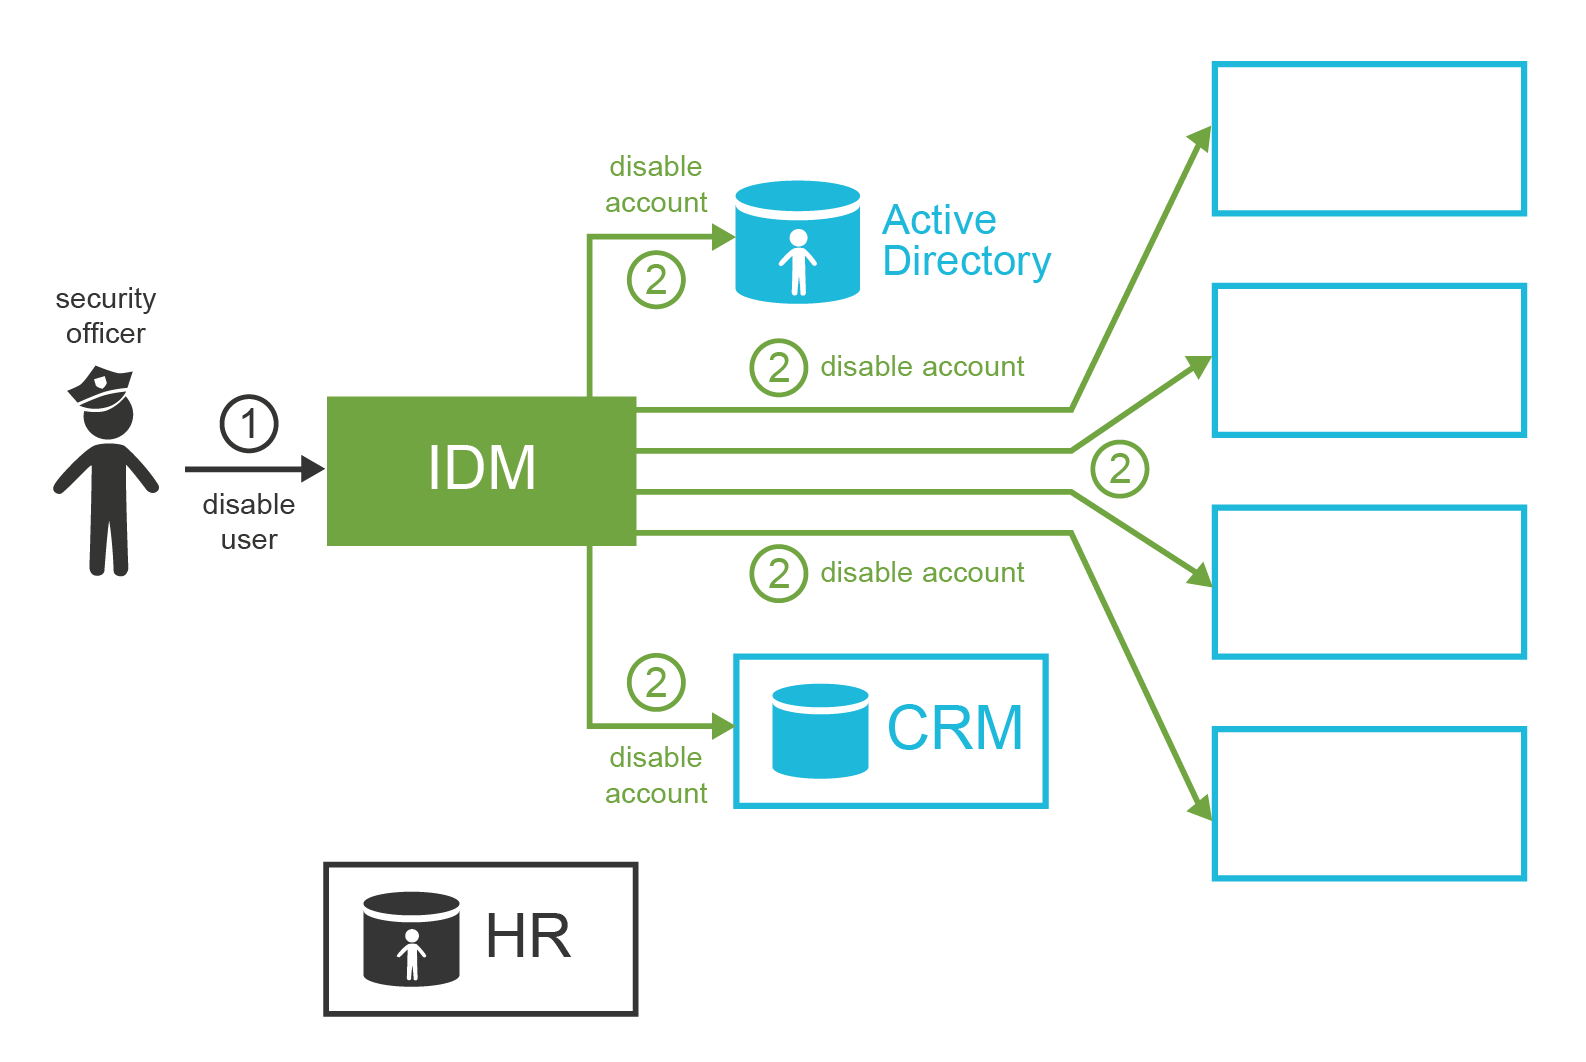 security
officer
1
disable
user
IDM
disable
account
2
Active
Directory
2 disable account
2
2 disable account
2
disable
account
CRM
HR